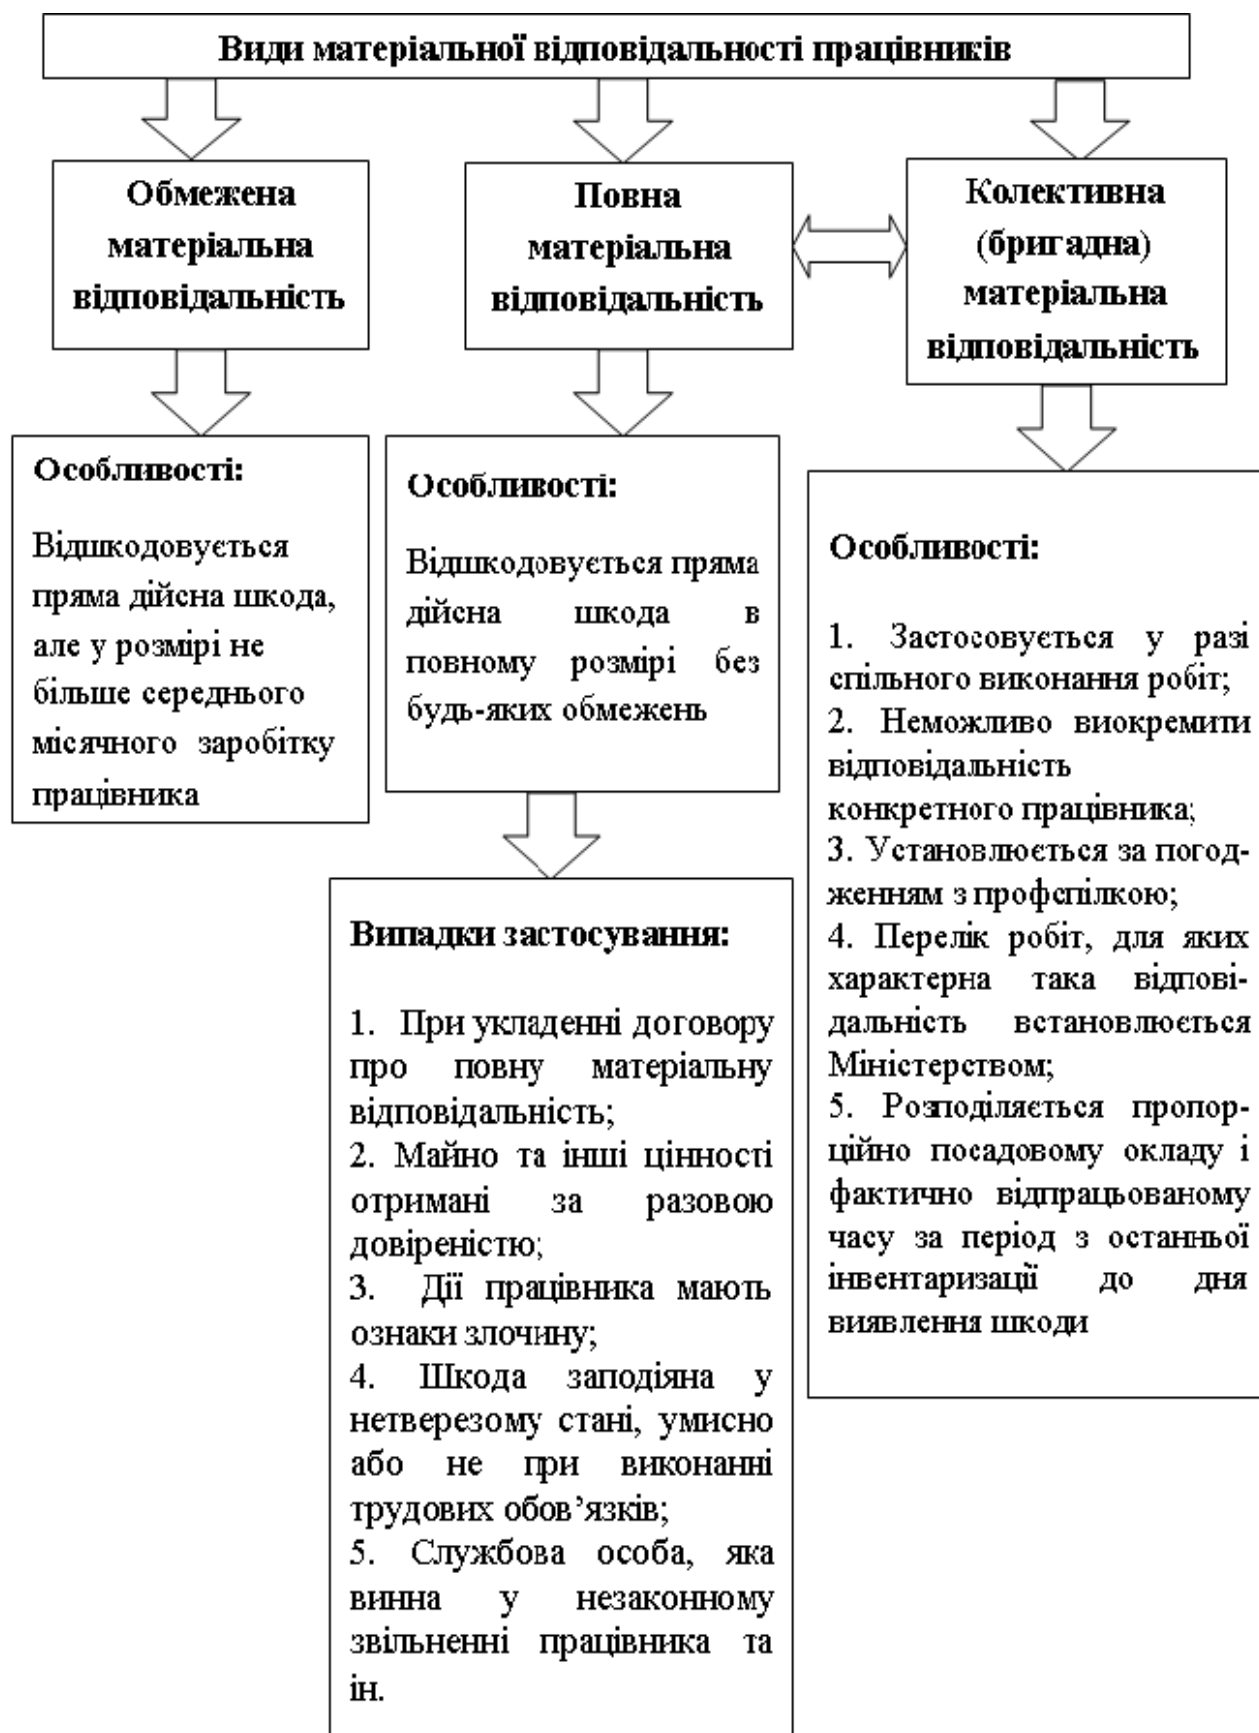 Види матеріальної відповідальності працівників
Обмежена
матеріальна
відповідальність
Повна
матеріальна
відповідальність
Колективна
(бригадна)
матеріальна
відповідальність
Особливості:
Відшкодовується
пряма дійсна шкода,
але у розмірі не
більше середнього
місячного заробітку
працівника
Особливості:
Відшкодовується пряма
дійсна шкода в
повному розмірі без
будь-яких обмежень
Випадки застосування:
1. При укладенні договору
про повну матеріальну
відповідальність;
2. Майно та інші цінності
отримані за разовою
довіреністю;
3. Дії працівника мають
ознаки злочину;
4. Шкода заподіяна у
нетверезому стані, умисно
або не при виконанні
трудових обов’язків;
5. Службова особа, яка
винна у незаконному
звільненні працівника та
ін.
Особливості:
1. Застосовується у разі
спільного виконання робіт;
2. Неможливо виокремити
відповідальність
конкретного працівника;
3. Установлюється за погод-
женням з профспілкою;
4. Перелік робіт, для яких
характерна така відпові-
дальність встановлюється
Міністерством;
5. Розподіляється пропор-
ційно посадовому окладу і
фактично відпрацьованому
часу за період з останньої
інвентаризації до дня
виявлення шкоди